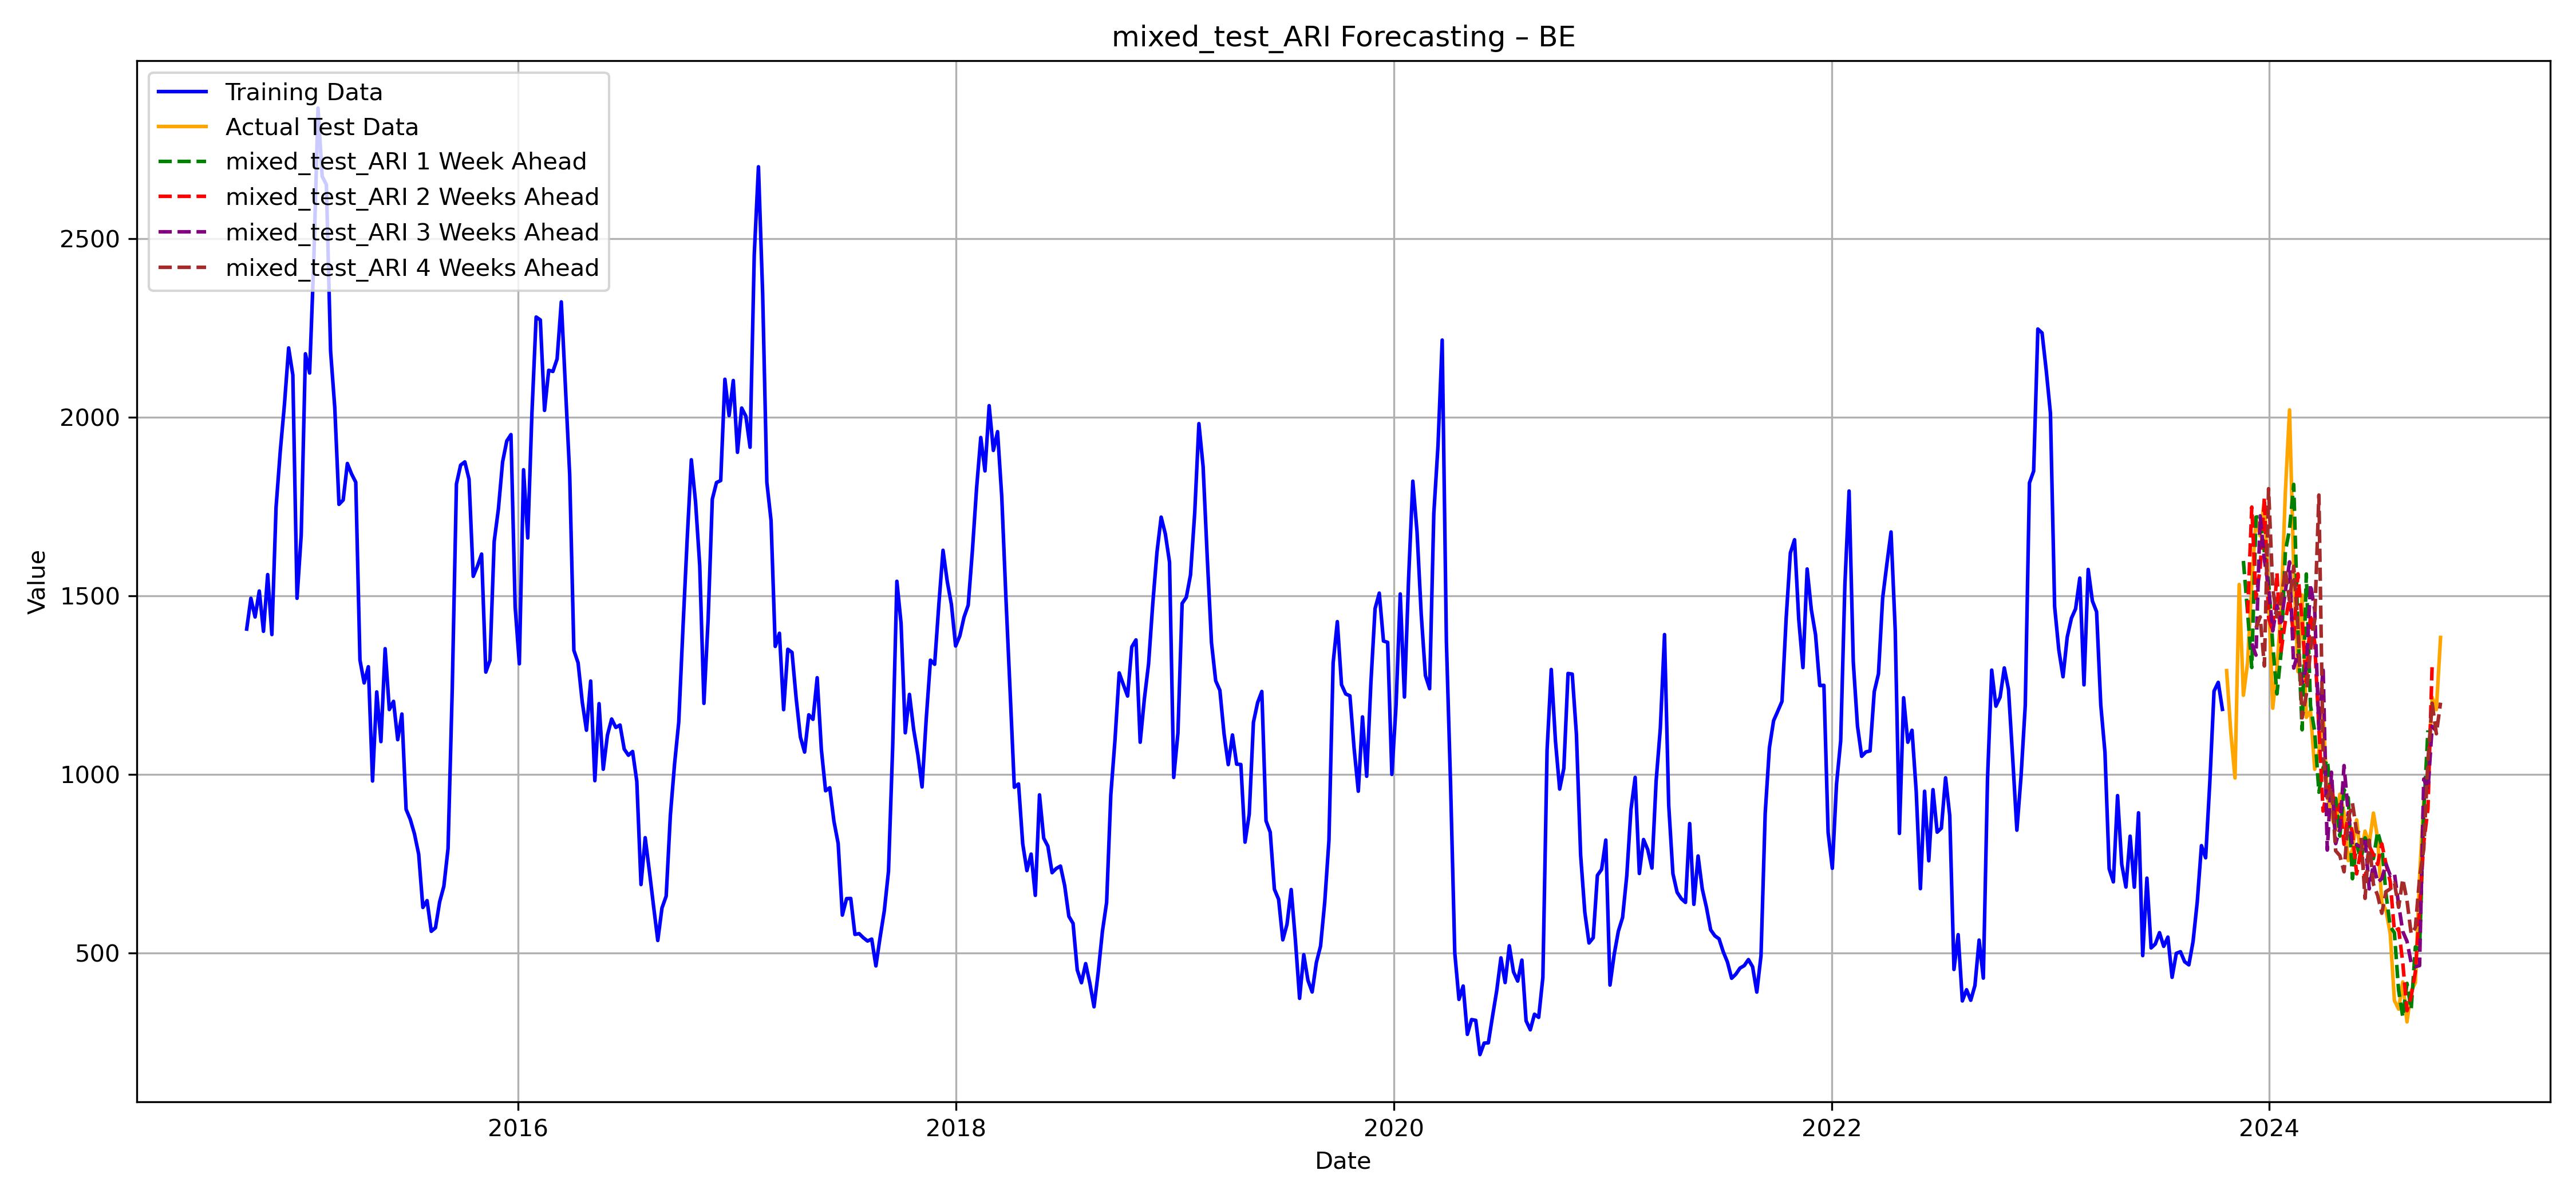 mixed_test_ARI Forecasting – BE
Training Data
Actual Test Data
mixed_test_ARI 1 Week Ahead
mixed_test_ARI 2 Weeks Ahead
mixed_test_ARI 3 Weeks Ahead
mixed_test_ARI 4 Weeks Ahead
Value
2500
2000
1500
1000
500
2016
2018
2020
2022
2024
Date